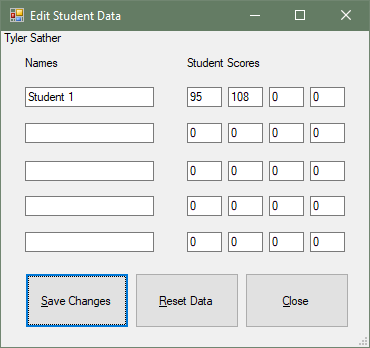 Edit Student Data
Tyler Sather
Names Student Scores
Student 1 95 108 0 0
0 0 0 0
0 0 0 0
0 0 0 0
0 0 0 0
Save Changes Reset Data Close